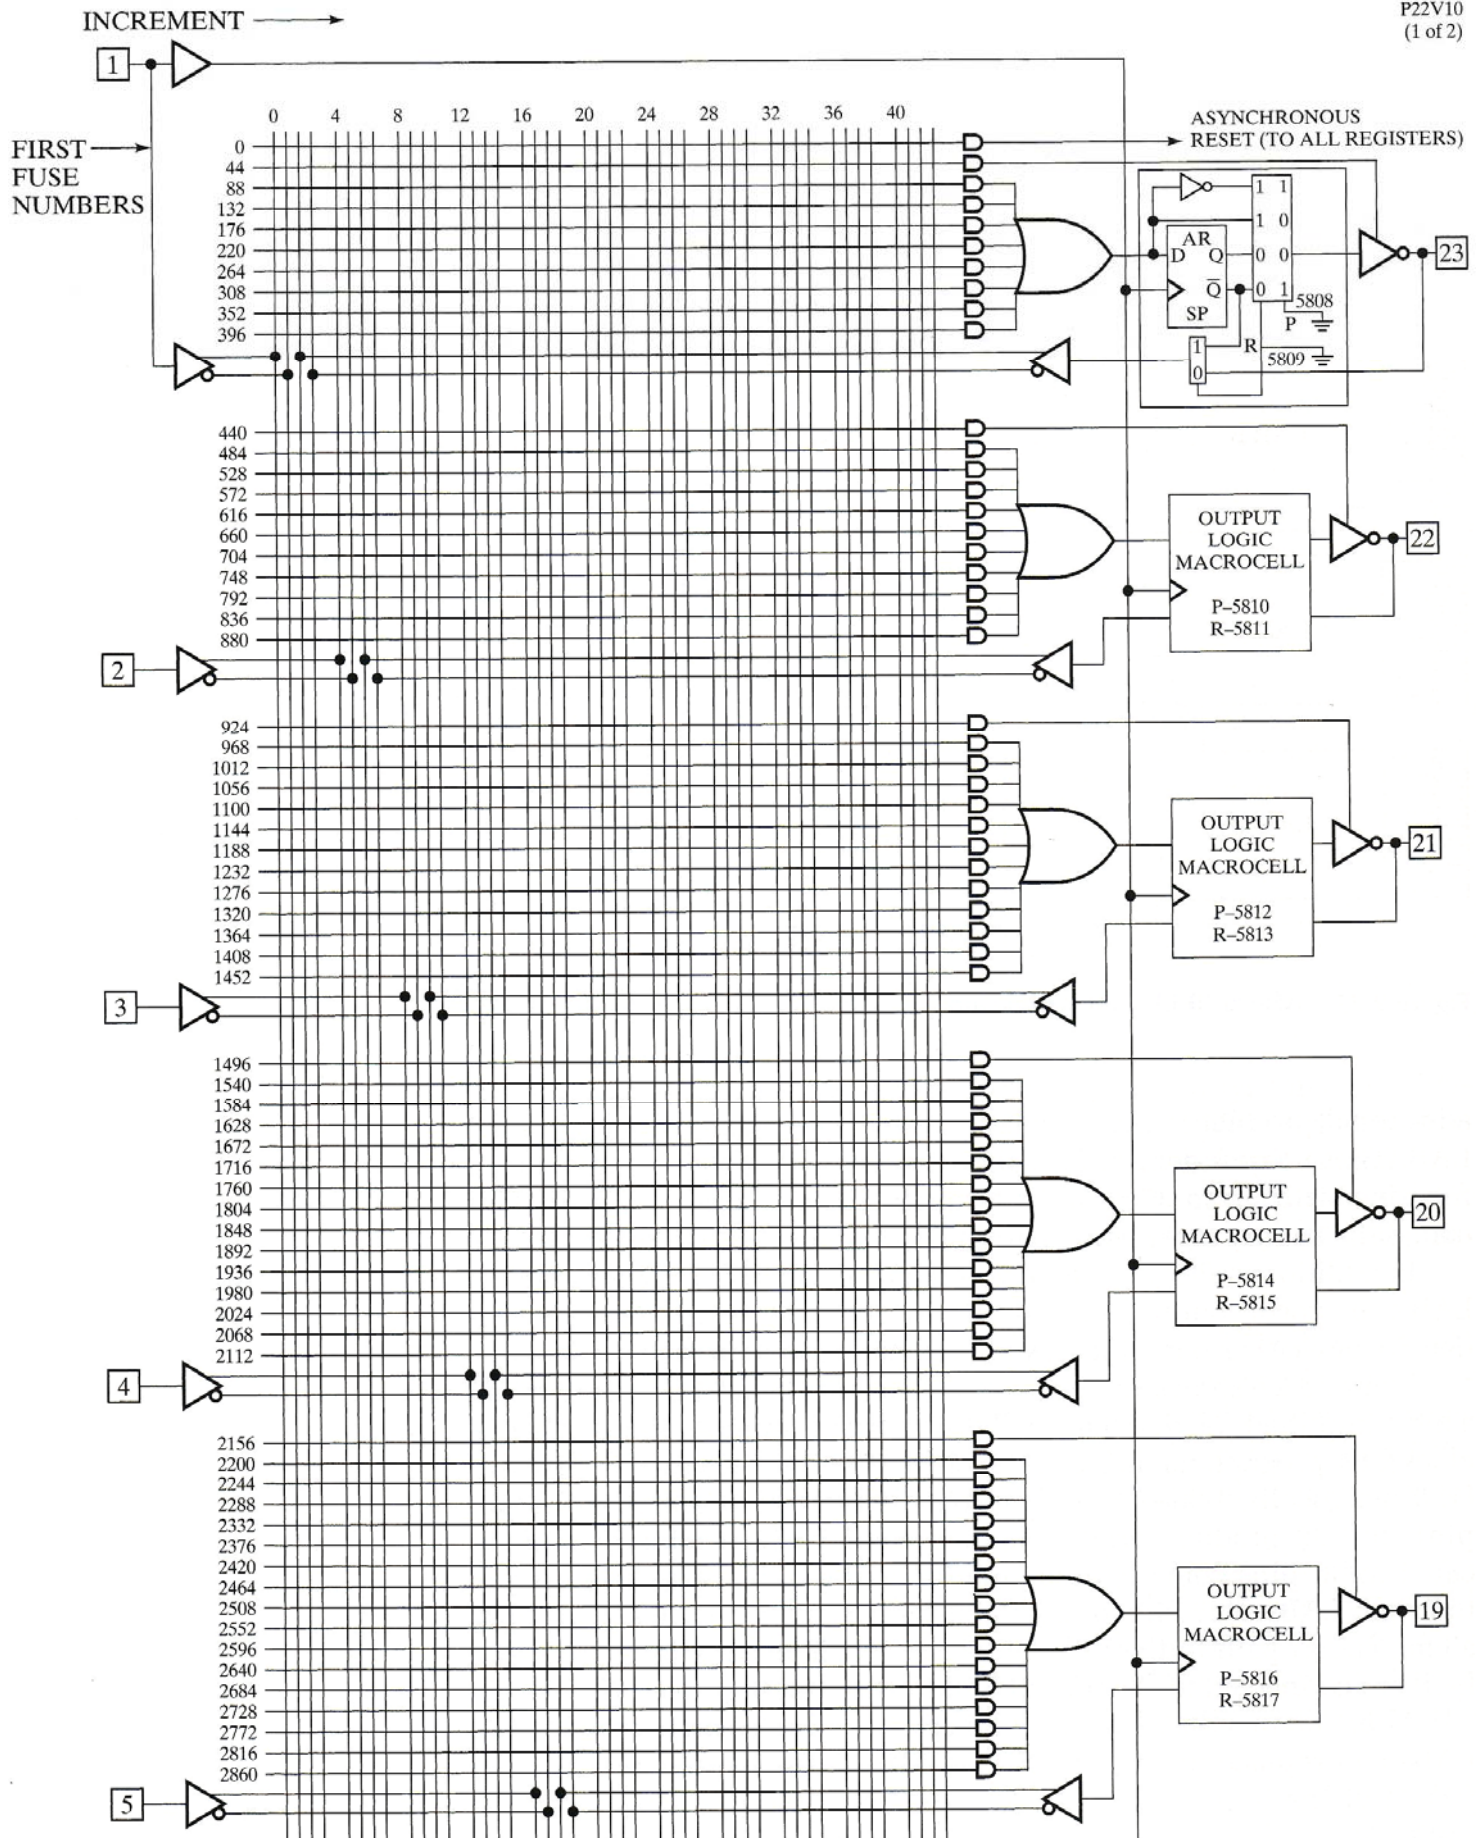 P22V10
(1 of 2)
INCREMENT
1
0 4 8 12 16 20 24 28 32 36 40
FIRST
FUSE
NUMBERS
ASYNCHRONOUS
RESET (TO ALL REGISTERS)
0
44
88
132
176
220
264
308
352
396
AR
D Q
Q
SP
1 1
1 0
0 0
0 1
5808
P
R
5809
1
0
23
440
484
528
572
616
660
704
748
792
836
880
OUTPUT
LOGIC
MACROCELL
P–5810
R–5811
22
2
924
968
1012
1056
1100
1144
1188
1232
1276
1320
1364
1408
1452
OUTPUT
LOGIC
MACROCELL
P–5812
R–5813
21
3
1496
1540
1584
1628
1672
1716
1760
1804
1848
1892
1936
1980
2024
2068
2112
OUTPUT
LOGIC
MACROCELL
P–5814
R–5815
20
4
2156
2200
2244
2288
2332
2376
2420
2464
2508
2552
2596
2640
2684
2728
2772
2816
2860
OUTPUT
LOGIC
MACROCELL
P–5816
R–5817
19
5